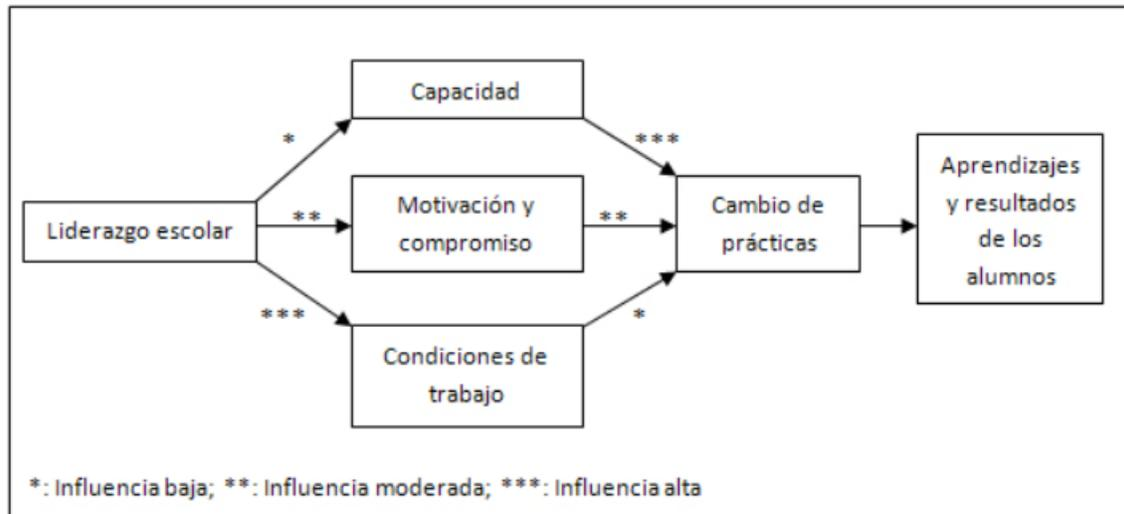 Capacidad
*
***
Liderazgo escolar
**
Motivación y
compromiso
**
Cambio de
prácticas
Aprendizajes
y resultados
de los
alumnos
***
*
Condiciones de
trabajo
*: Influencia baja; **: Influencia moderada; ***: Influencia alta